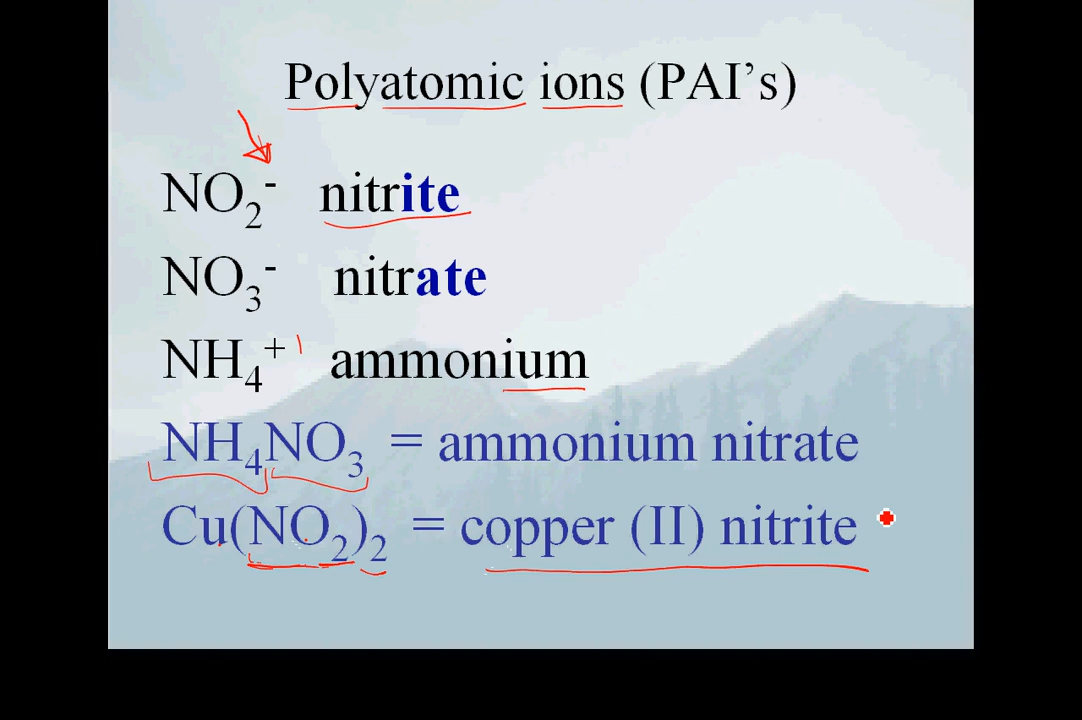 Polyatomic ions (PAI's)
NO₂⁻ nitrite
NO₃⁻ nitrate
NH₄⁺ ammonium
NH₄NO₃ = ammonium nitrate
Cu(NO₂)₂ = copper (II) nitrite